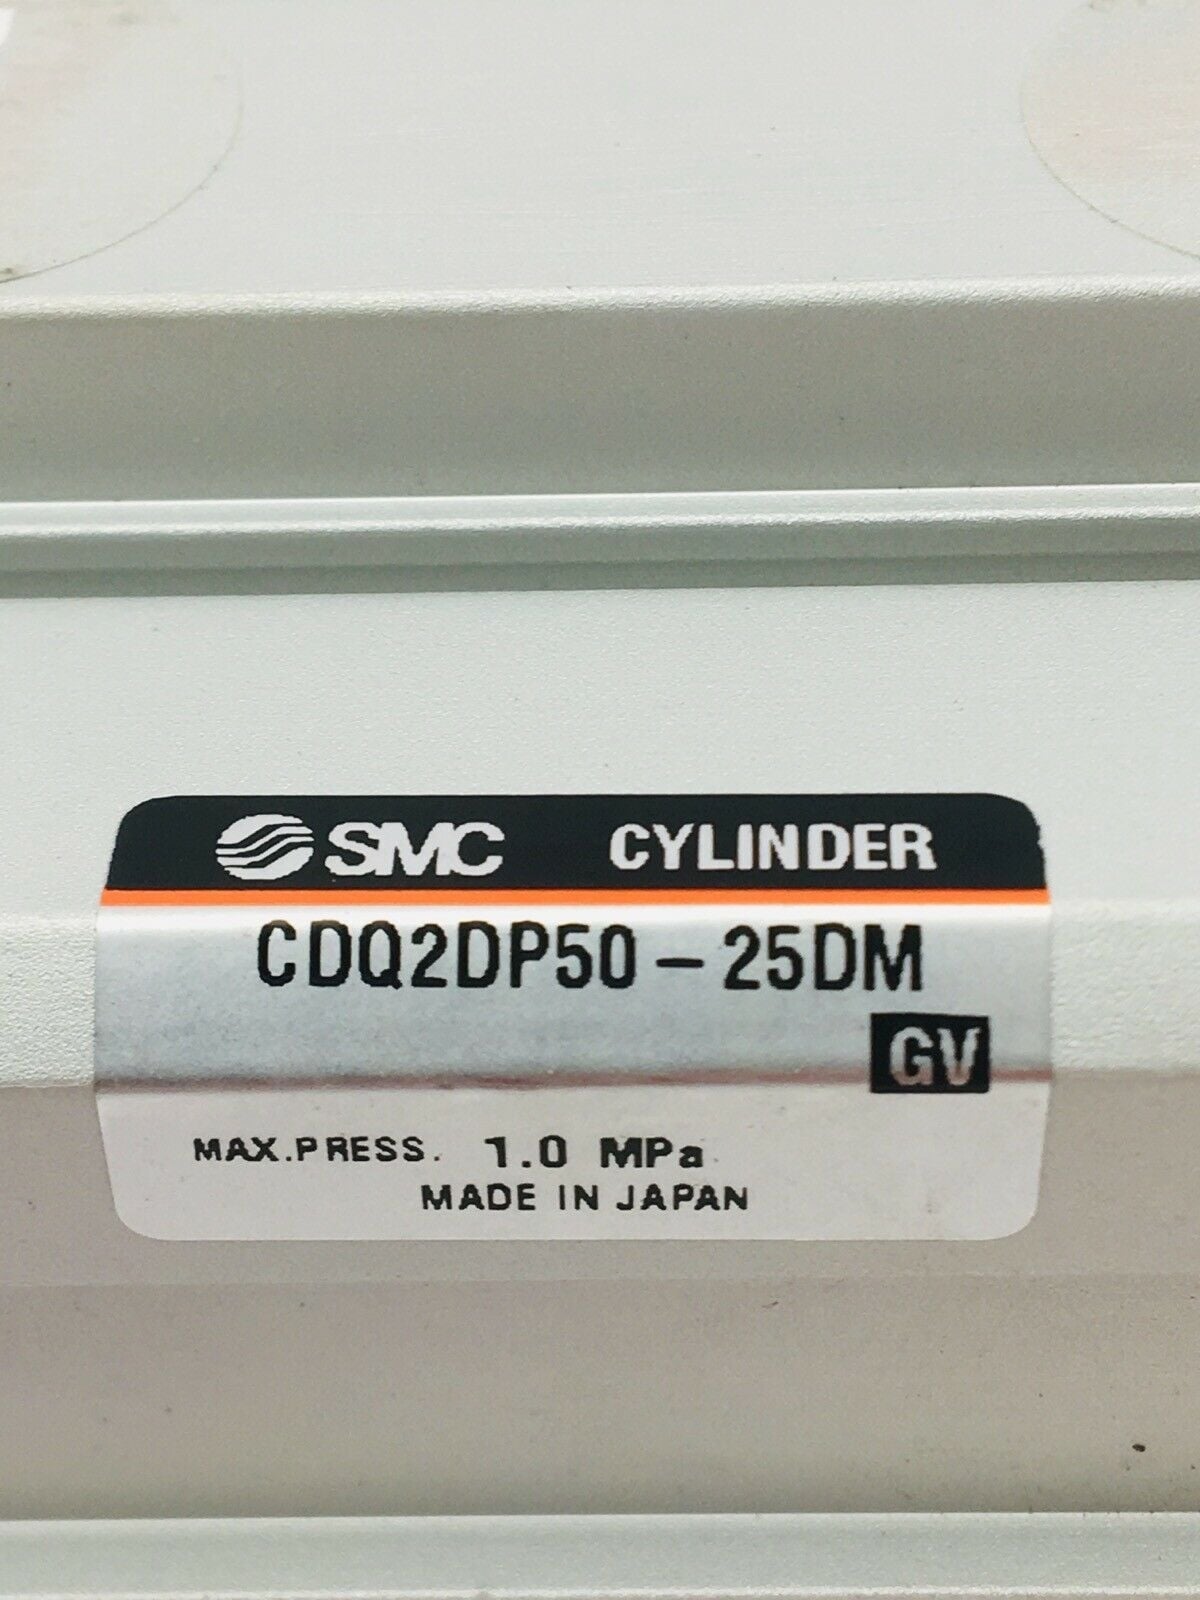 SMC CYLINDER
CDQ2DP50-25DM
GV
MAX.PRESS. 1.0 MPa
MADE IN JAPAN